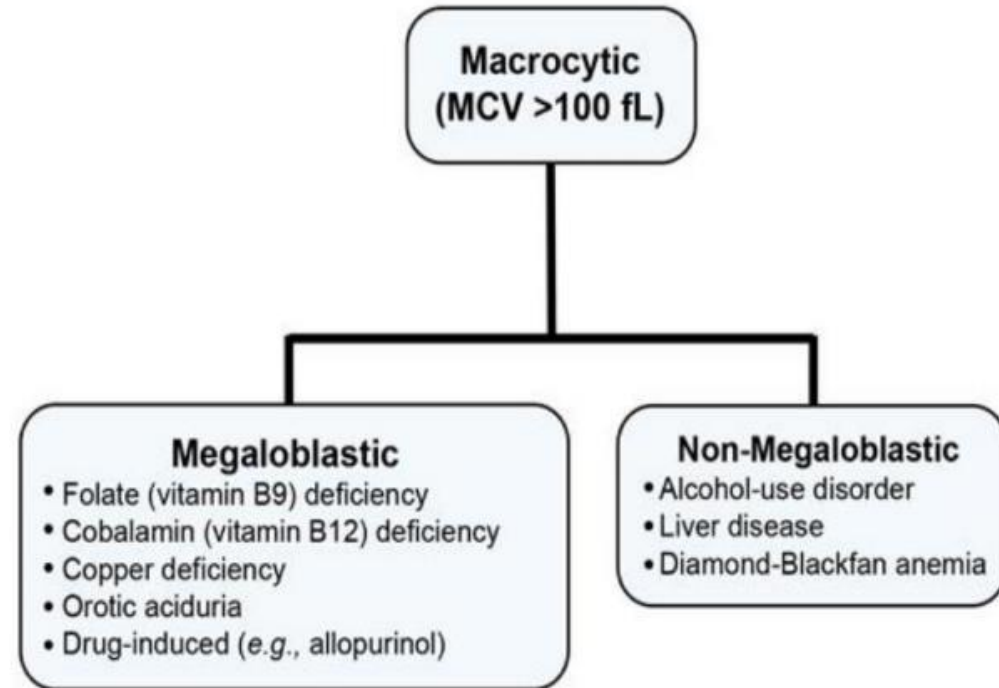 Macrocytic
(MCV >100 fL)
Megaloblastic
• Folate (vitamin B9) deficiency
• Cobalamin (vitamin B12) deficiency
• Copper deficiency
• Orotic aciduria
• Drug-induced (e.g., allopurinol)
Non-Megaloblastic
• Alcohol-use disorder
• Liver disease
• Diamond-Blackfan anemia